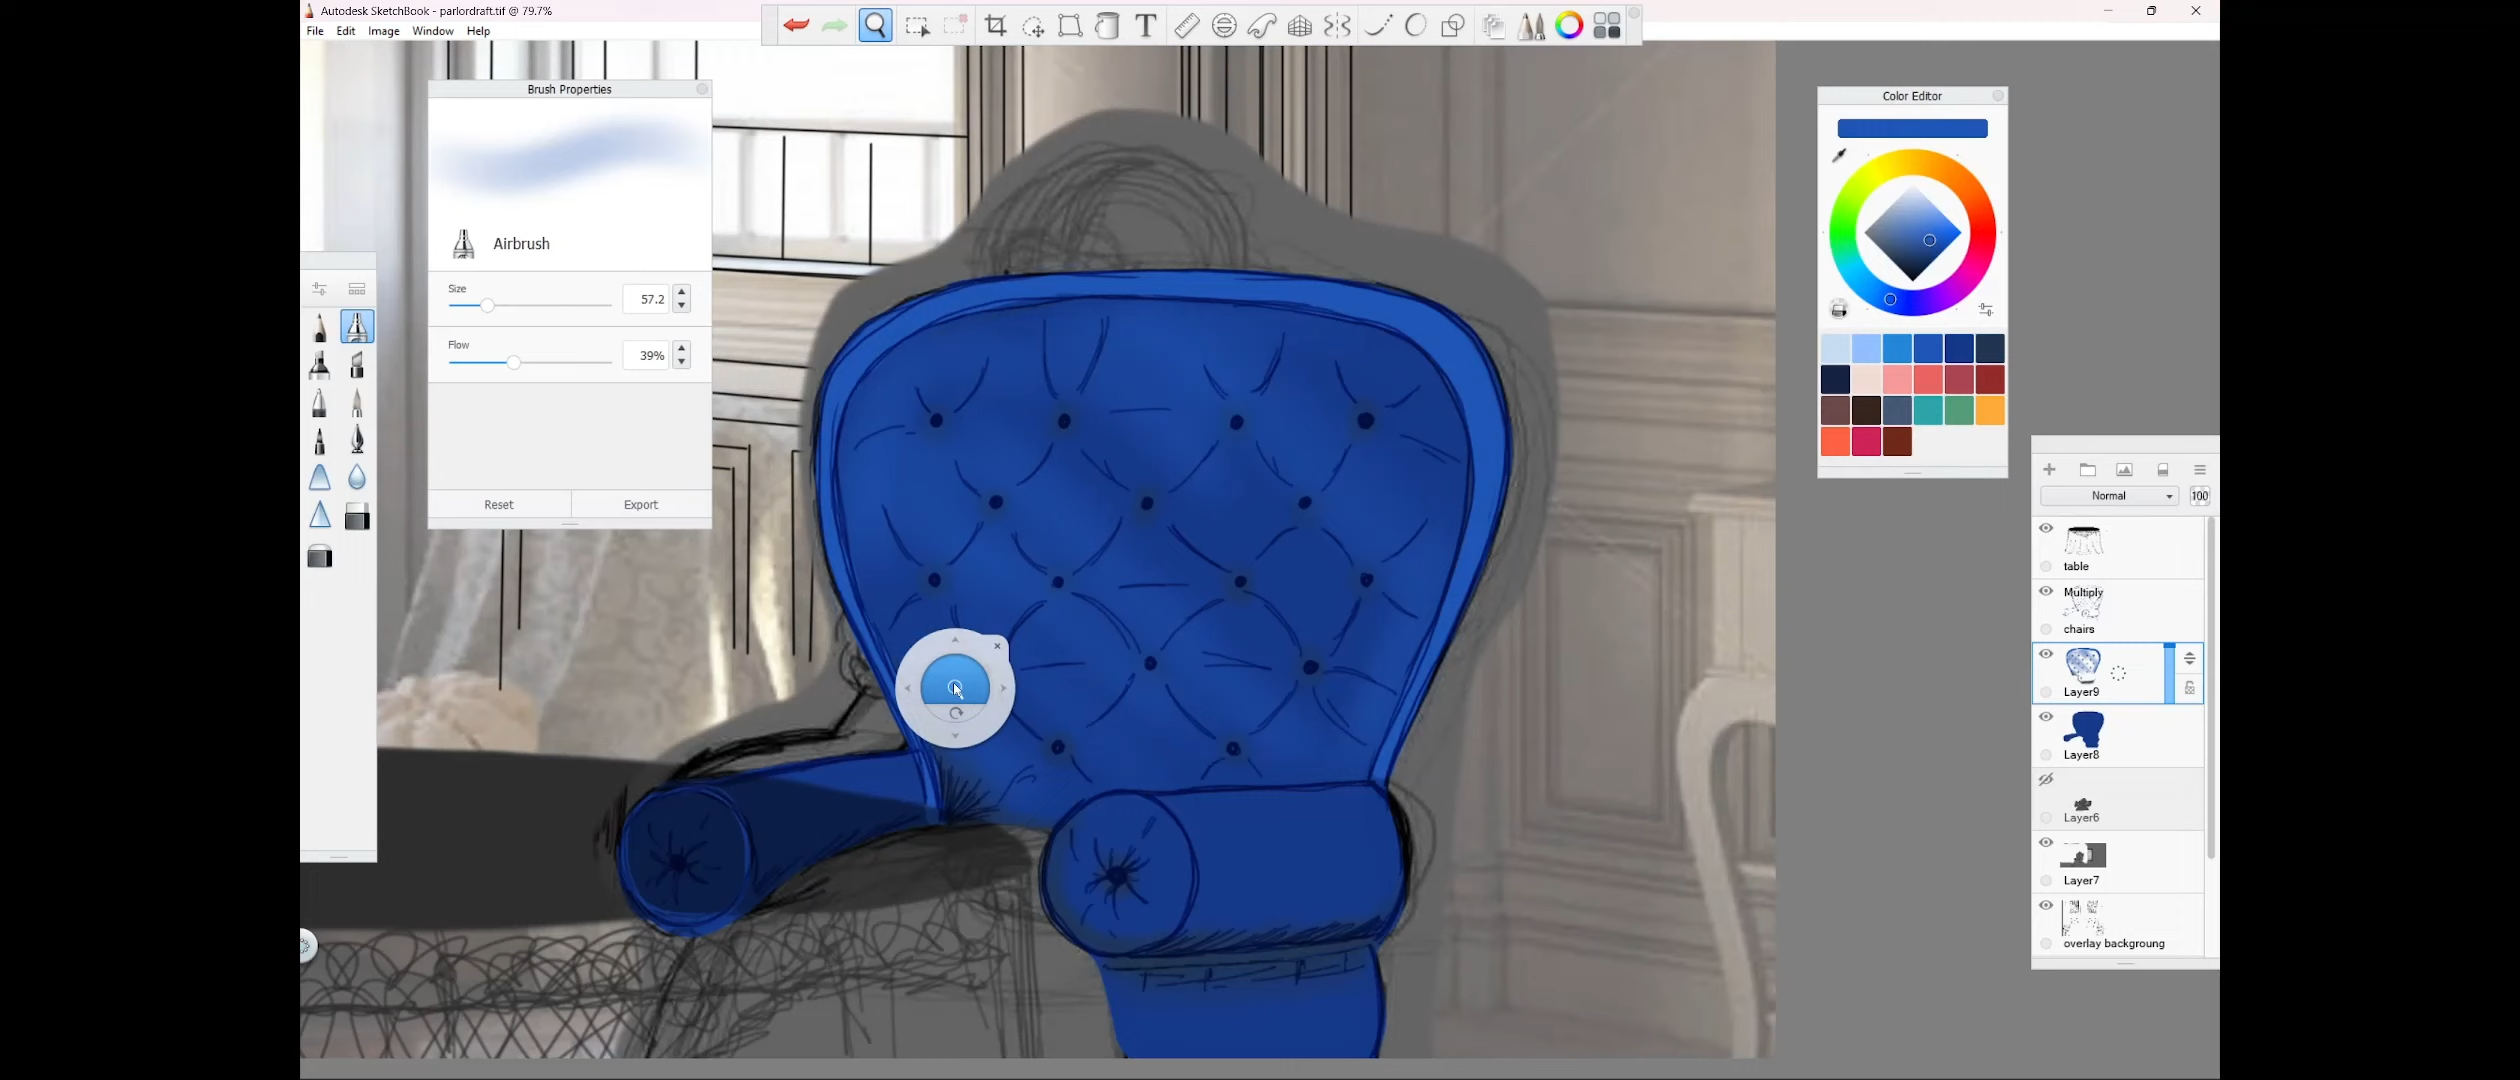 Autodesk SketchBook - parlordraft.tif @ 79.7%
File Edit Image Window Help
T
Brush Properties
Airbrush
Size
57.2
Flow
39%
Reset Export
Color Editor
Normal 100
table
Multiply
chairs
Layer9
Layer8
Layer6
Layer7
overlay backgroung